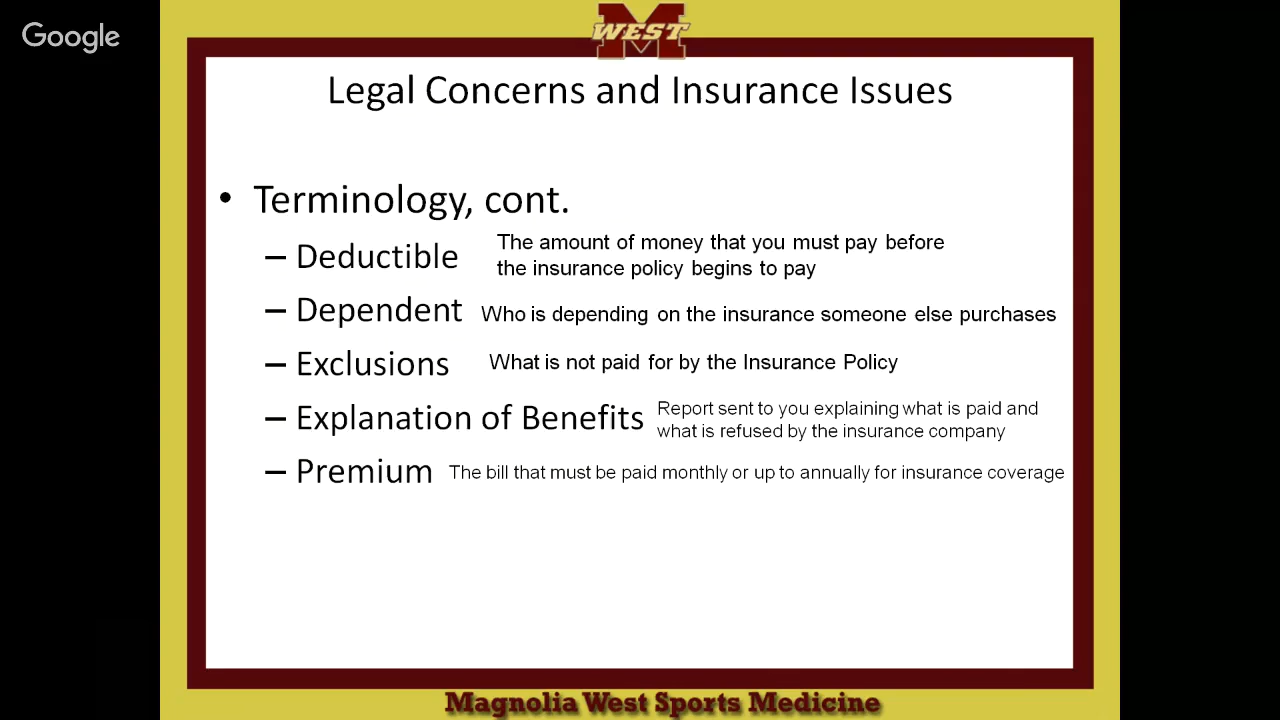 Google
M
WEST
Legal Concerns and Insurance Issues
• Terminology, cont.
– Deductible
The amount of money that you must pay before
the insurance policy begins to pay
– Dependent Who is depending on the insurance someone else purchases
– Exclusions What is not paid for by the Insurance Policy
– Explanation of Benefits
Report sent to you explaining what is paid and
what is refused by the insurance company
– Premium The bill that must be paid monthly or up to annually for insurance coverage
Magnolia West Sports Medicine